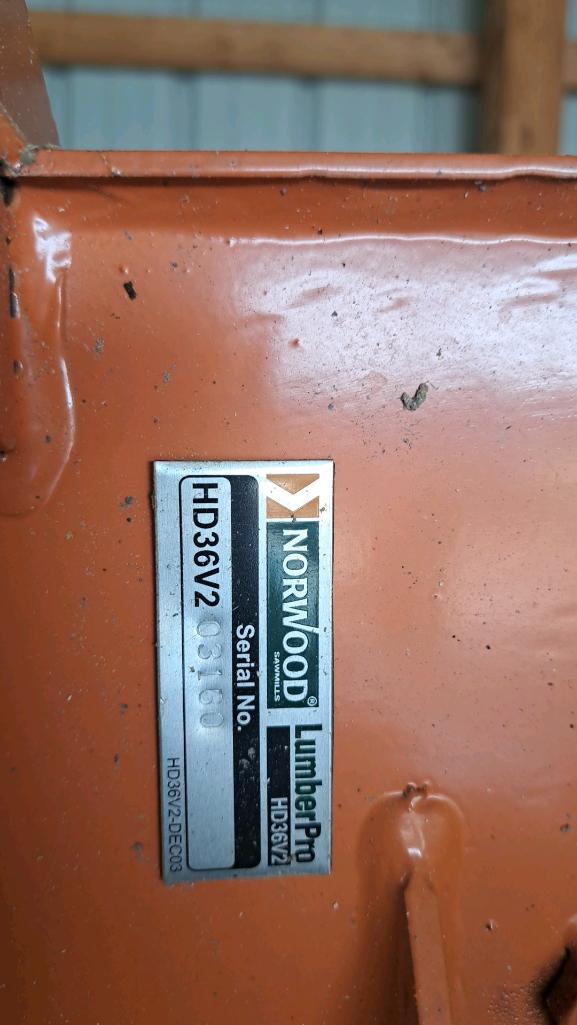 NORWOOD® LumberPro
SAWMILLS HD36V2
Serial No.
HD36V2 03160
HD36V2-DEC03